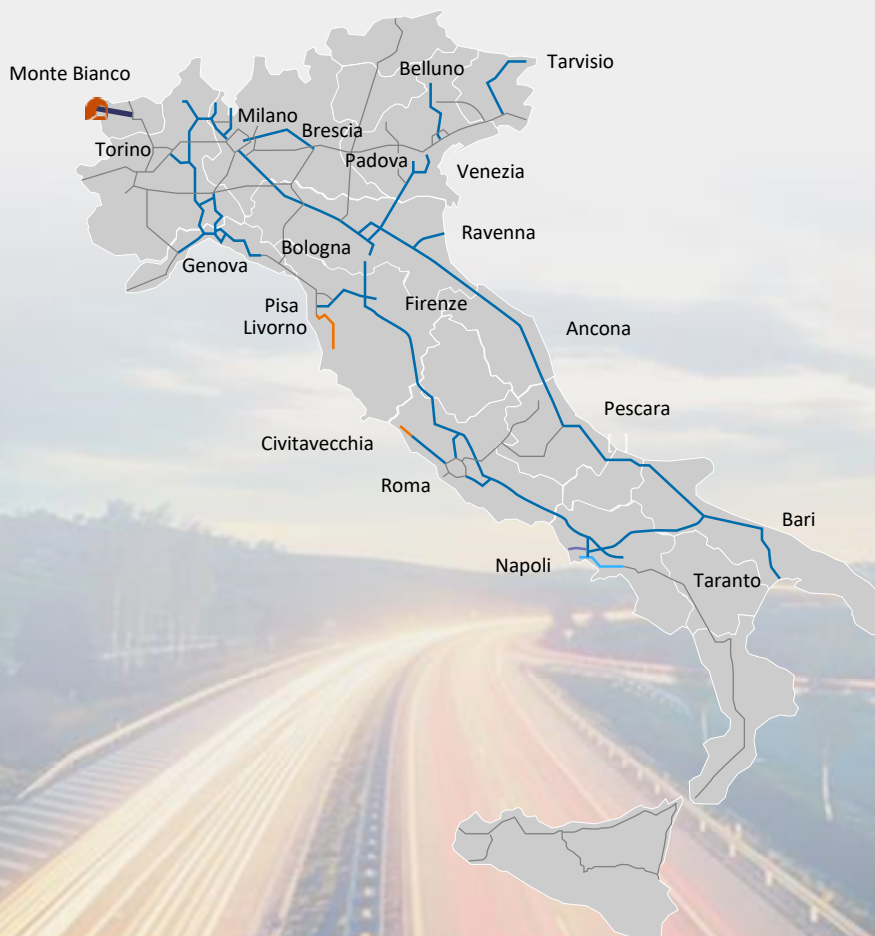 Tarvisio
Belluno
Monte Bianco
Milano
Brescia
Torino
Padova
Venezia
Ravenna
Bologna
Genova
Pisa
Firenze
Livorno
Ancona
Pescara
Civitavecchia
[ ]
Roma
Bari
Napoli
Taranto